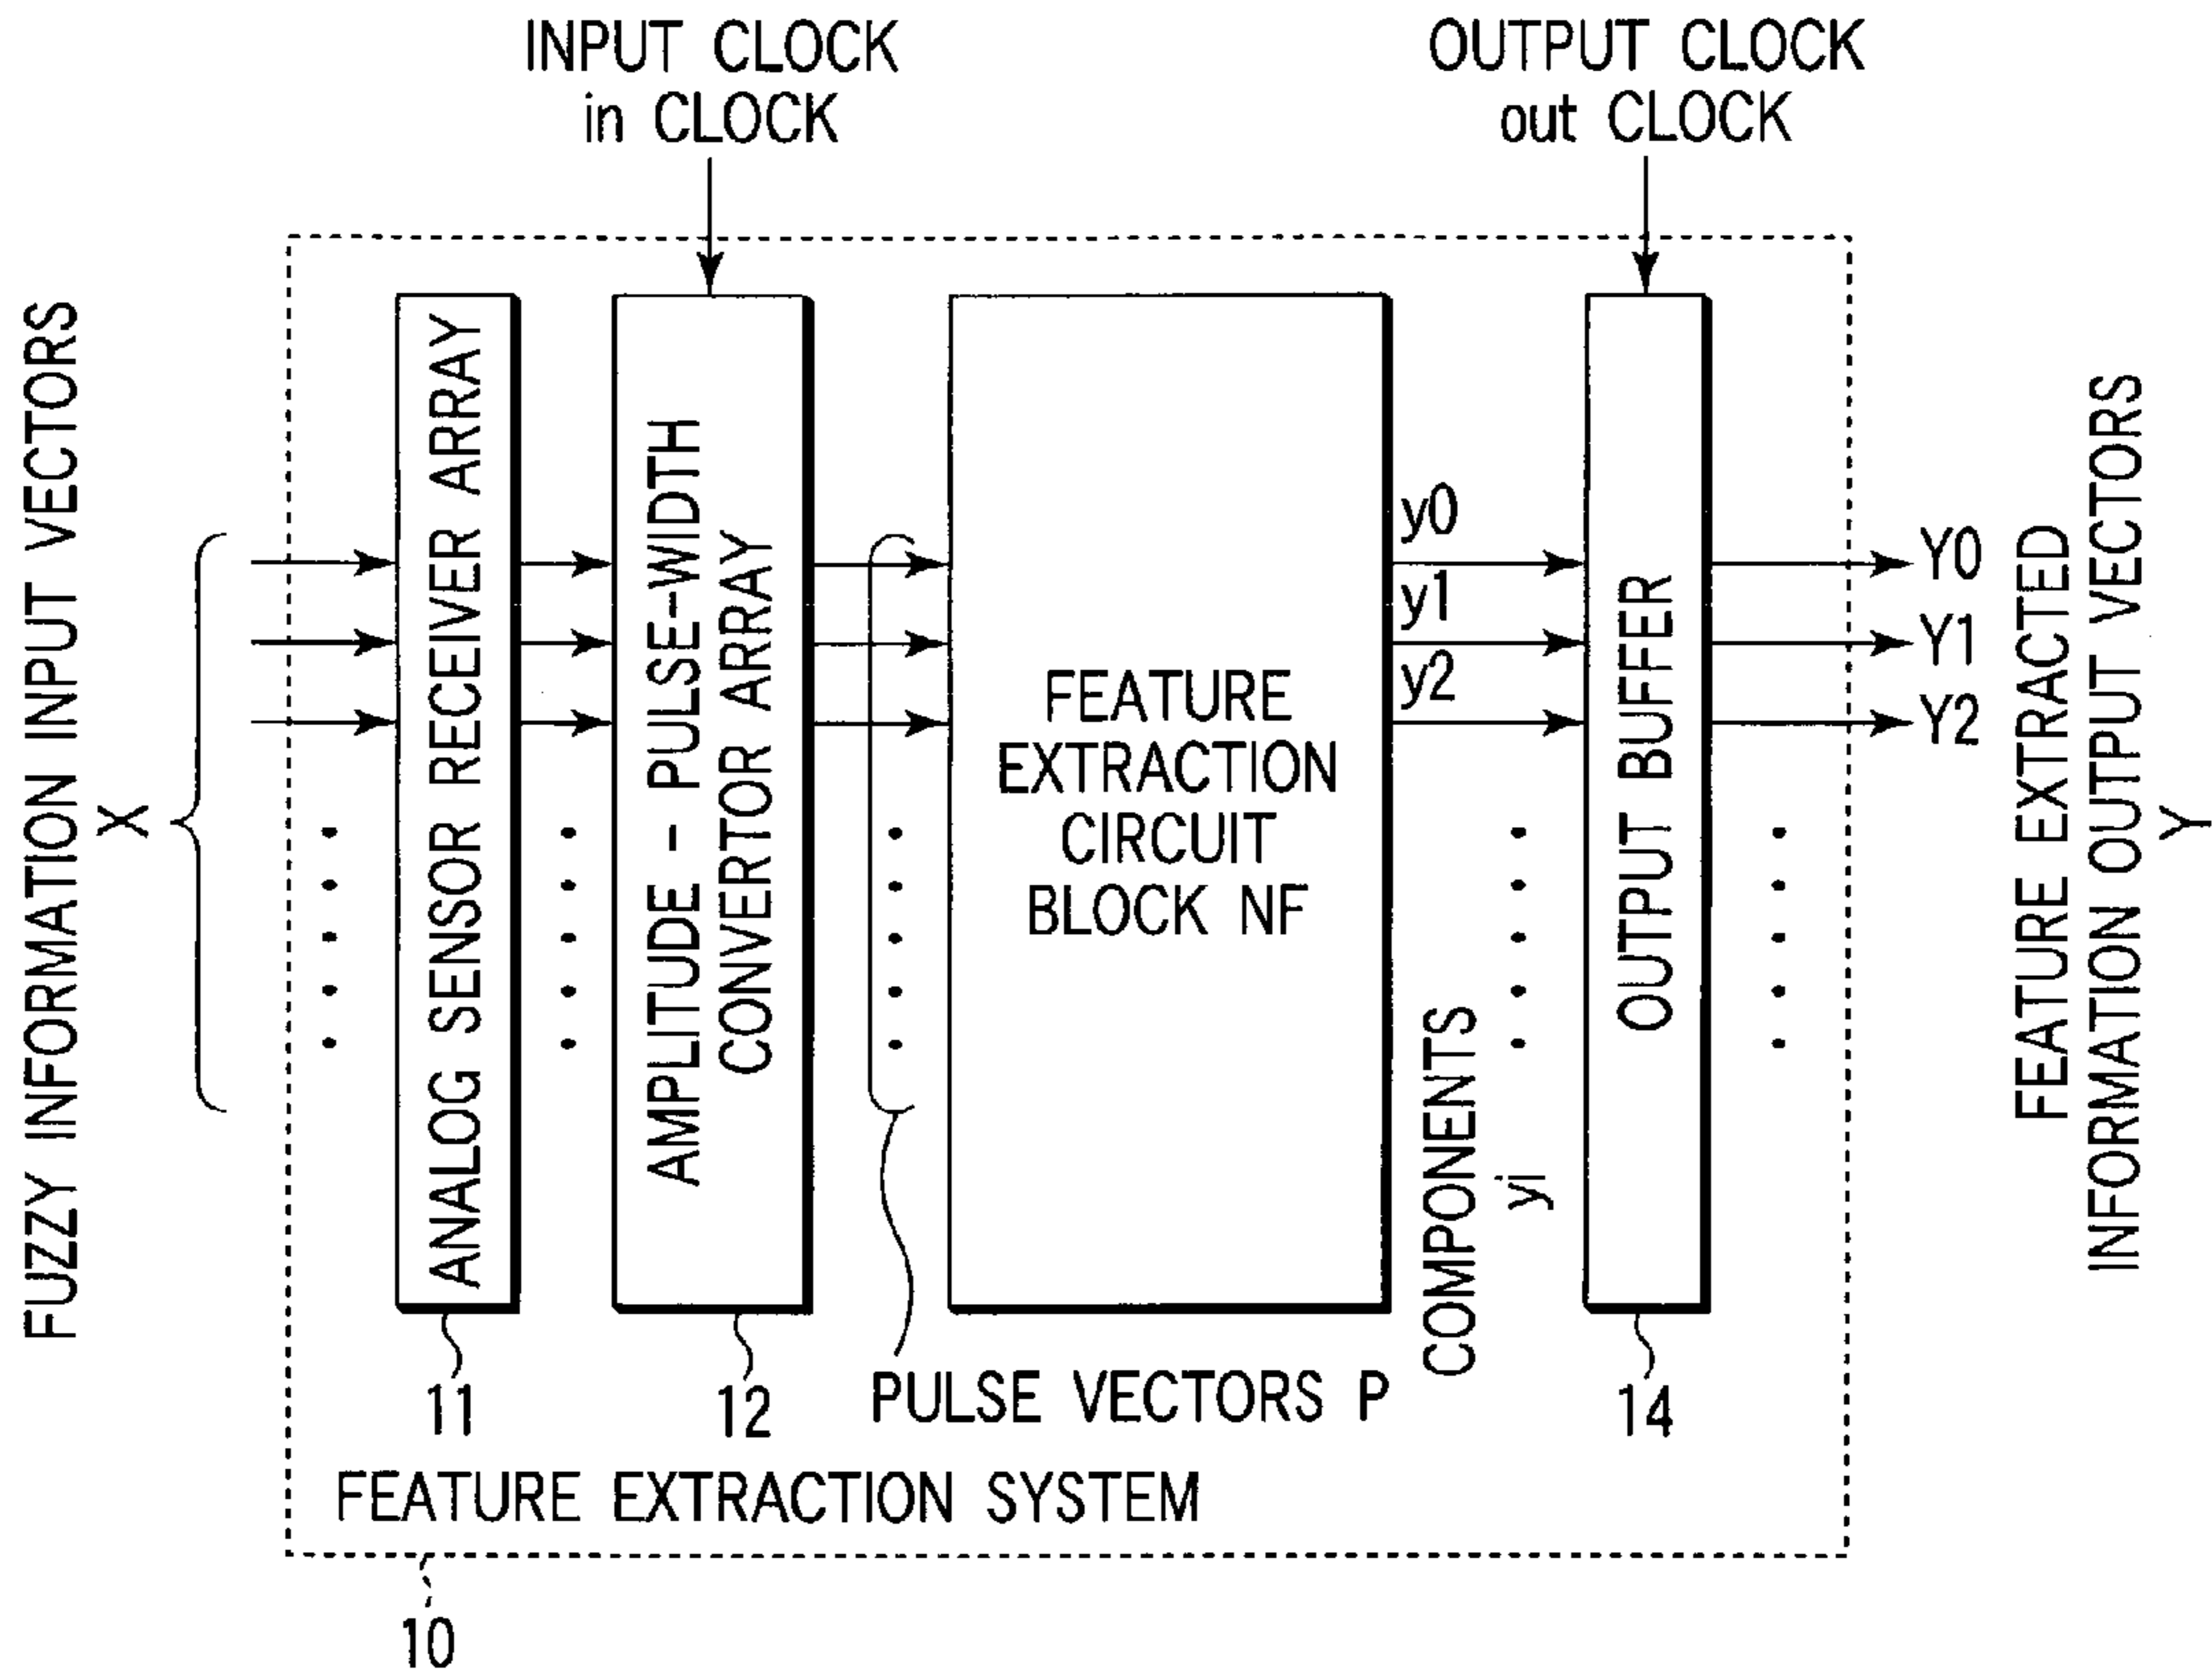 INPUT CLOCK
in CLOCK
OUTPUT CLOCK
out CLOCK
FUZZY INFORMATION INPUT VECTORS
X
ANALOG SENSOR RECEIVER ARRAY
AMPLITUDE - PULSE-WIDTH
CONVERTOR ARRAY
FEATURE
EXTRACTION
CIRCUIT
BLOCK NF
y0
y1
y2
COMPONENTS
yi
OUTPUT BUFFER
Y0
Y1
Y2
FEATURE EXTRACTED
INFORMATION OUTPUT VECTORS
Y
11
12
PULSE VECTORS P
14
FEATURE EXTRACTION SYSTEM
10